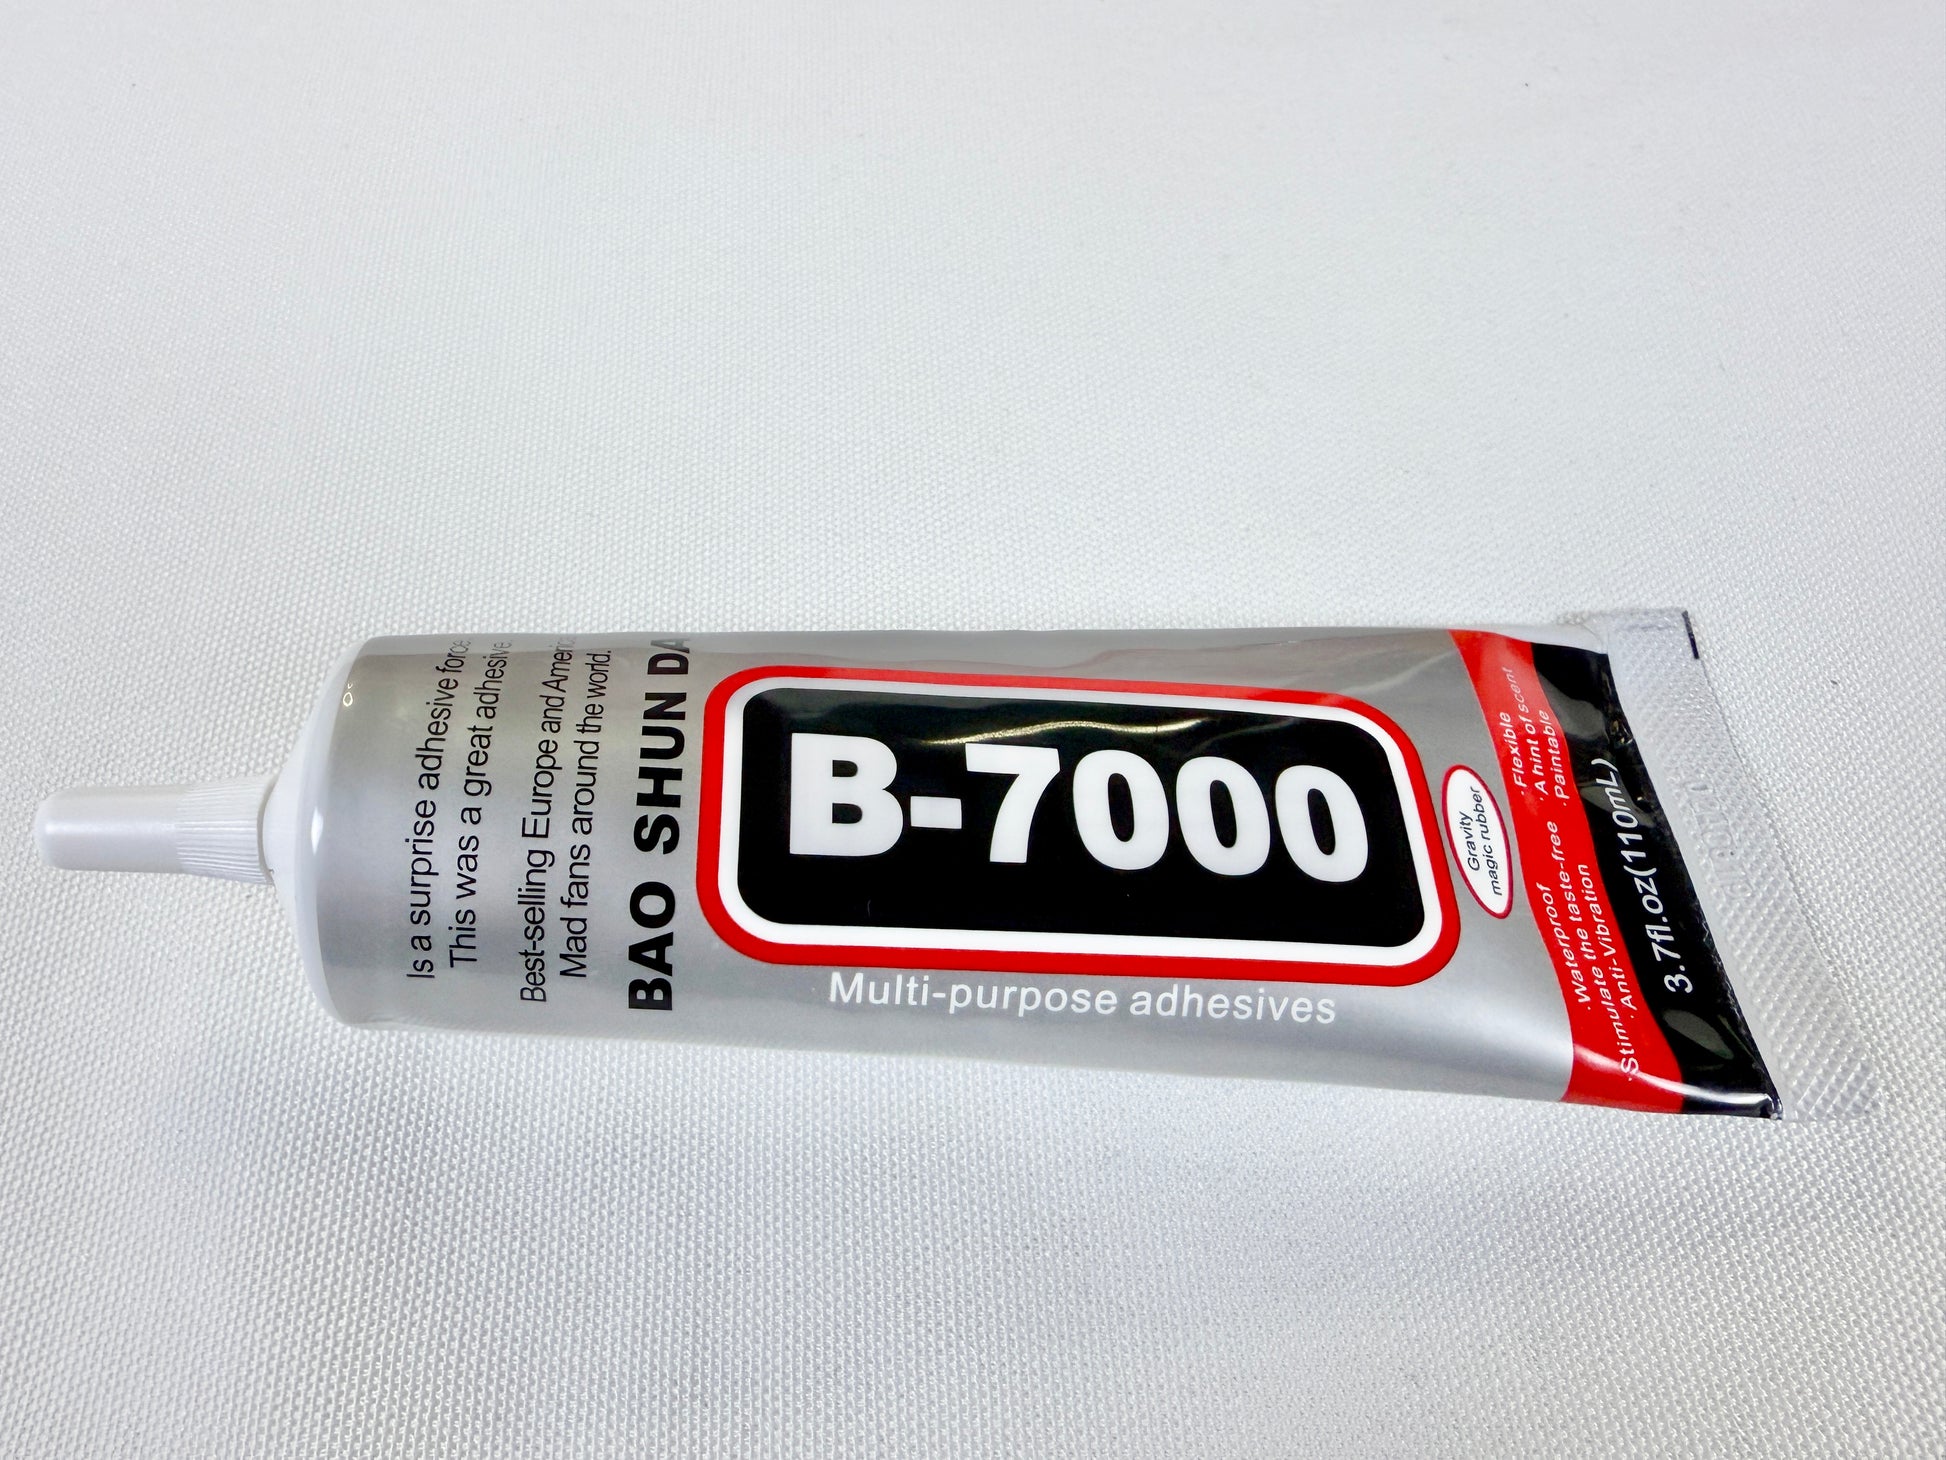 Is a surprise adhesive force
This was a great adhesive
Best-selling Europe and Americ
Mad fans around the world.
BAO SHUN DA
B-7000
Multi-purpose adhesives
Gravity
magic rubber
·Flexible
·A hint of scent
·Paintable
·Waterproof
·Stimulate the taste-free
·Anti-Vibration
3.7fl.oz(110mL)